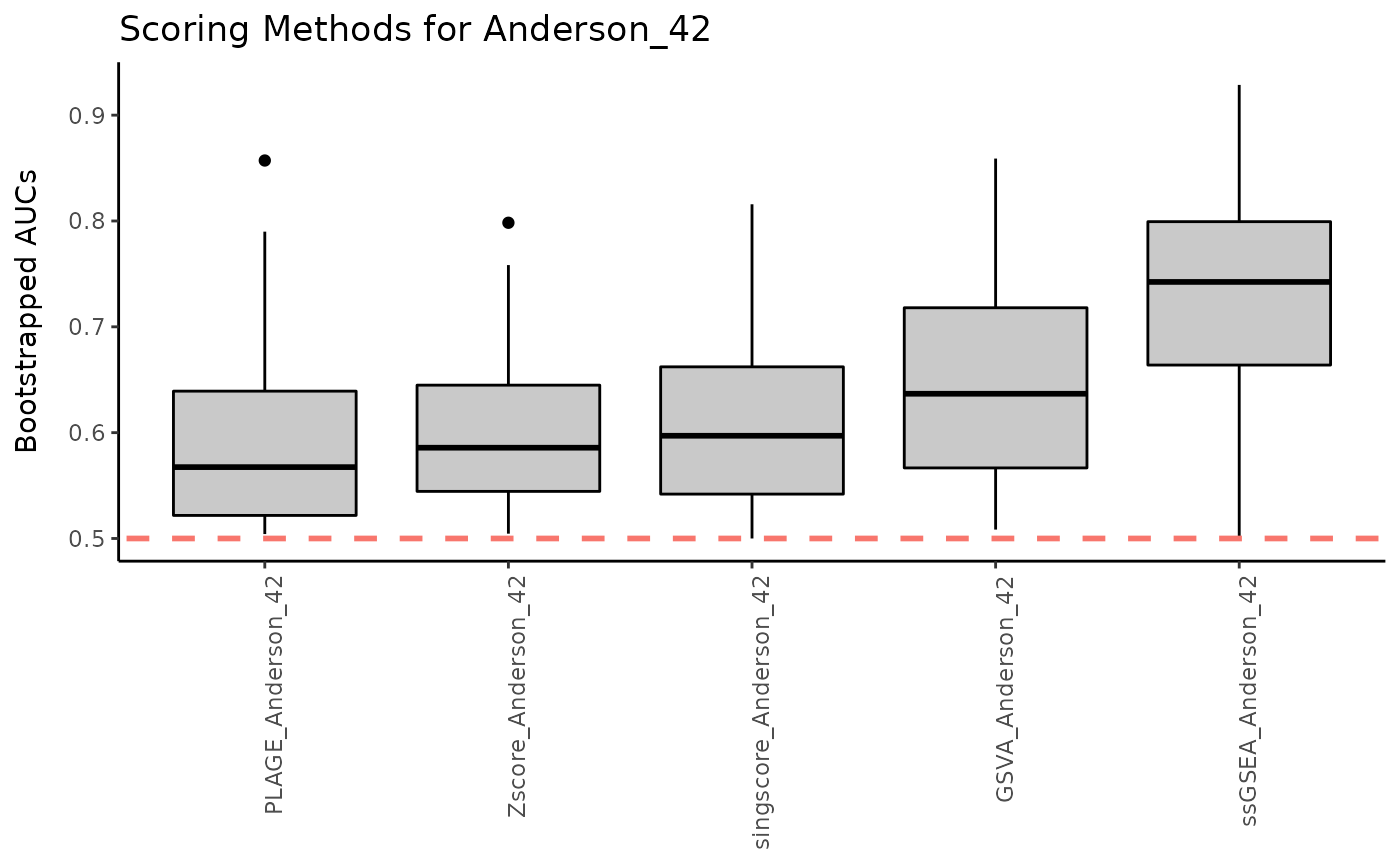 Scoring Methods for Anderson_42
Bootstrapped AUCs
0.9
0.8
0.7
0.6
0.5
PLAGE_Anderson_42
Zscore_Anderson_42
singscore_Anderson_42
GSVA_Anderson_42
ssGSEA_Anderson_42